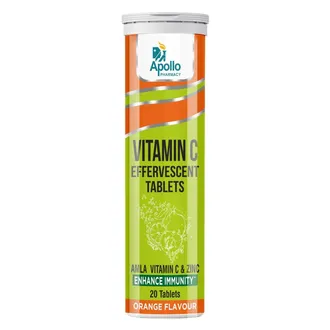 Apollo
PHARMACY
VITAMIN C
EFFERVESCENT
TABLETS
AMLA VITAMIN C & ZINC
ENHANCE IMMUNITY
20 Tablets
ORANGE FLAVOUR